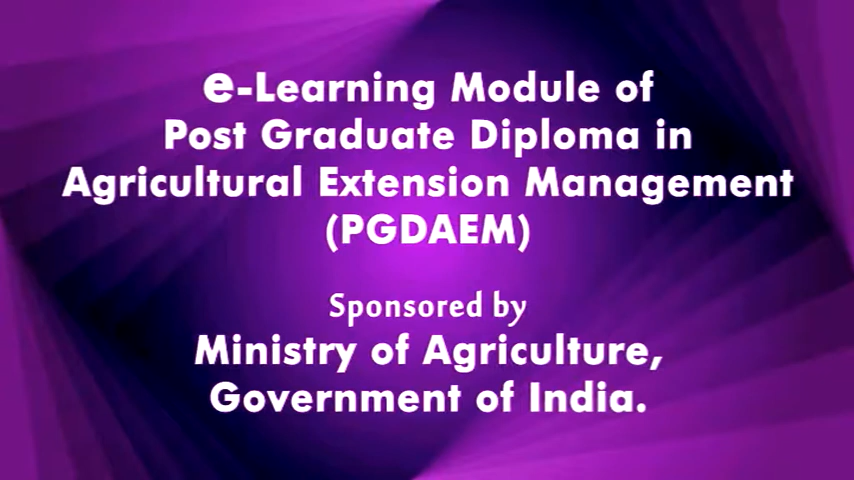 e-Learning Module of
Post Graduate Diploma in
Agricultural Extension Management
(PGDAEM)
Sponsored by
Ministry of Agriculture,
Government of India.